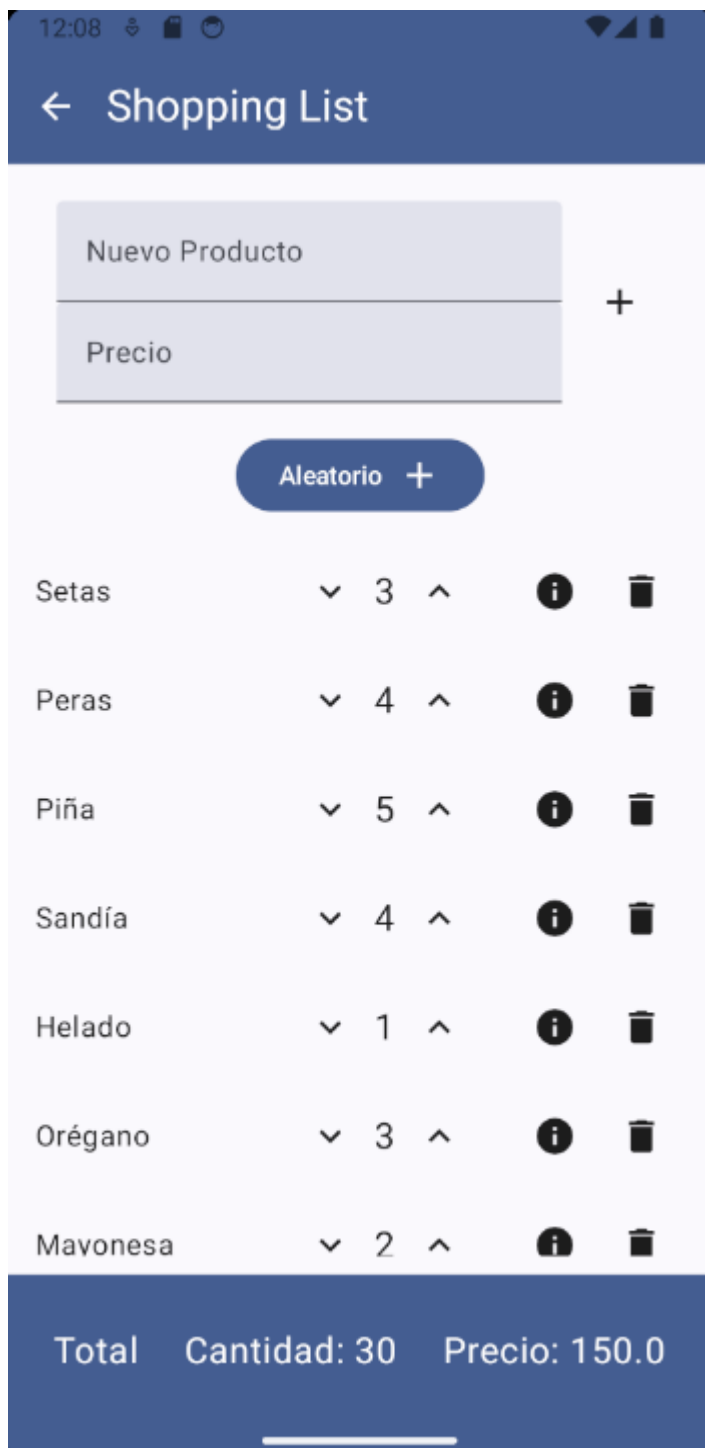 12:08
Shopping List
Nuevo Producto
Precio
Aleatorio +
Setas 3
Peras 4
Piña 5
Sandía 4
Helado 1
Orégano 3
Mayonesa 2
Total Cantidad: 30 Precio: 150.0